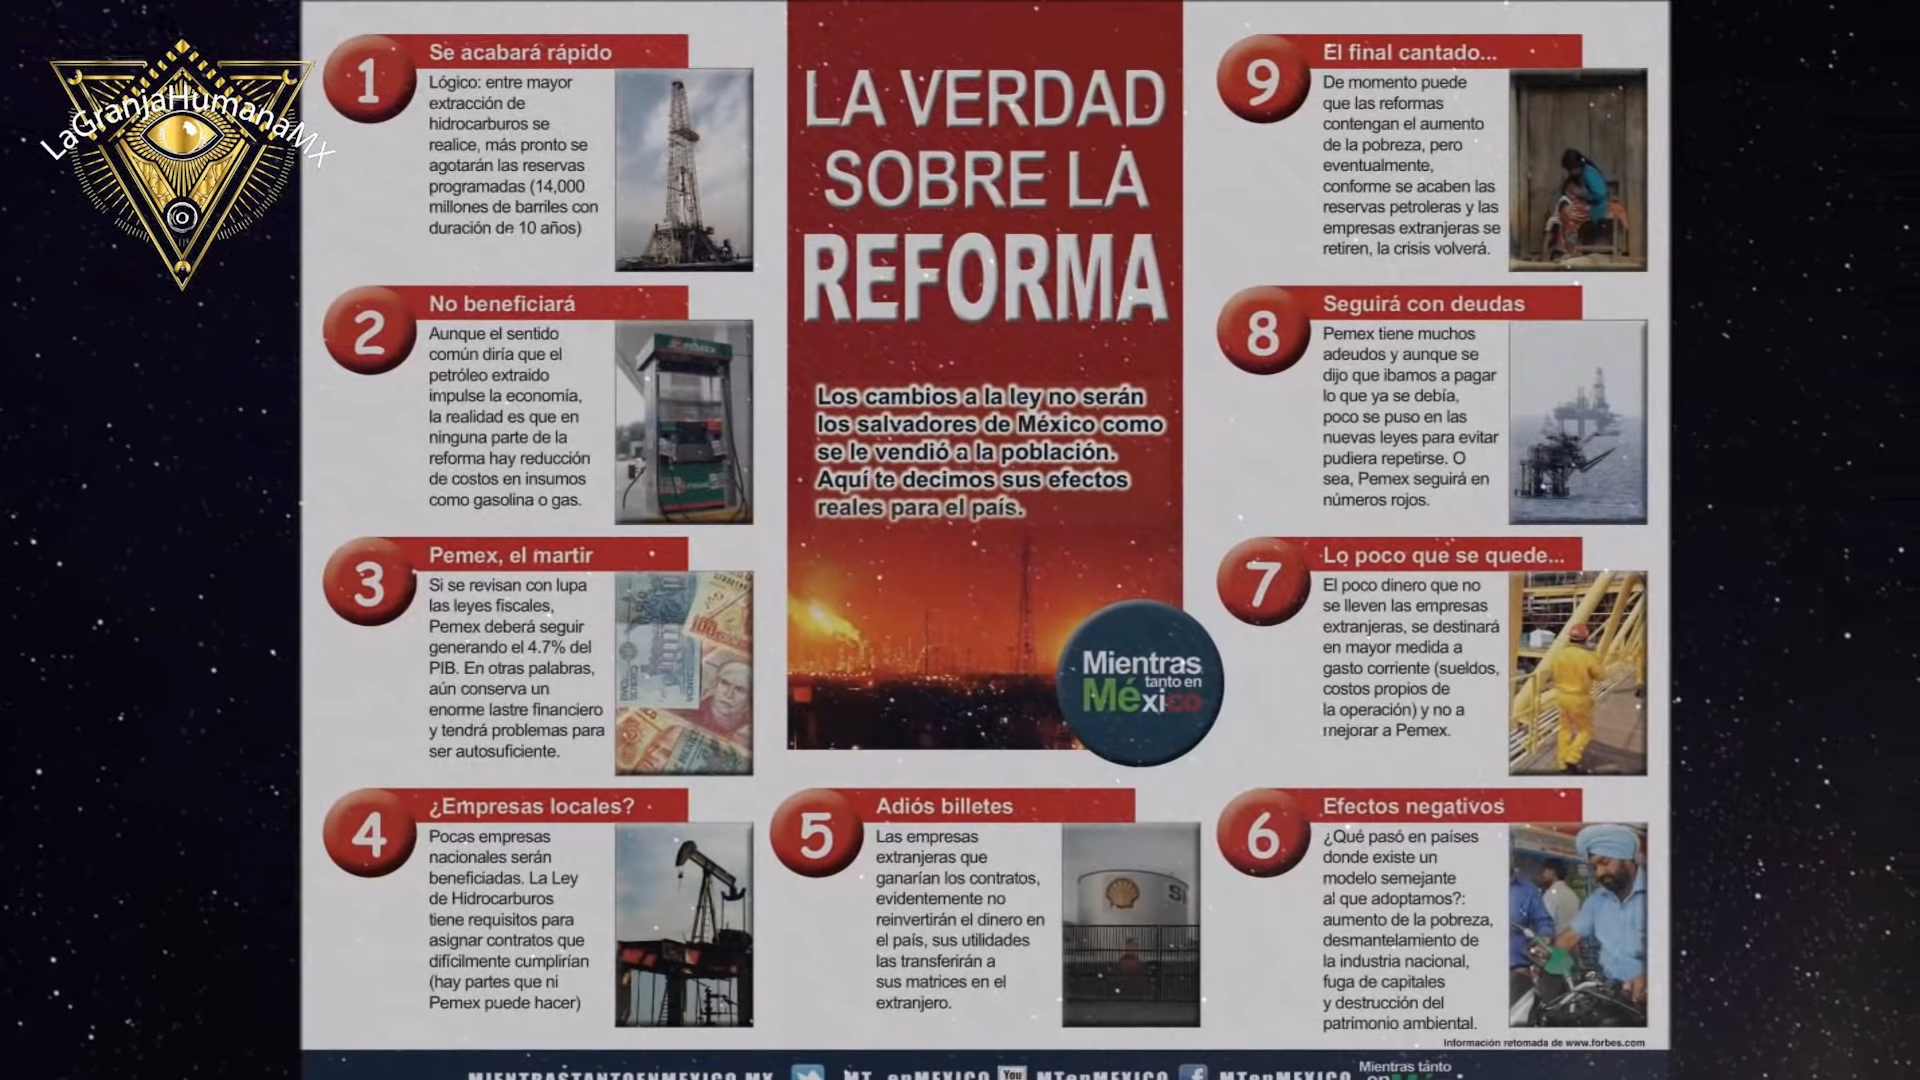 LaGranjaHumanaMX
1
Se acabará rápido
Lógico: entre mayor
extracción de
hidrocarburos se
realice, más pronto se
agotarán las reservas
programadas (14,000
millones de barriles con
duración de 10 años)
2
No beneficiará
Aunque el sentido
común diría que el
petróleo extraido
impulse la economía,
la realidad es que en
ninguna parte de la
reforma hay reducción
de costos en insumos
como gasolina o gas.
3
Pemex, el martir
Si se revisan con lupa
las leyes fiscales,
Pemex deberá seguir
generando el 4.7% del
PIB. En otras palabras,
aún conserva un
enorme lastre financiero
y tendrá problemas para
ser autosuficiente.
4
¿Empresas locales?
Pocas empresas
nacionales serán
beneficiadas. La Ley
de Hidrocarburos
tiene requisitos para
asignar contratos que
difícilmente cumplirían
(hay partes que ni
Pemex puede hacer)
LA VERDAD
SOBRE LA
REFORMA
Los cambios a la ley no serán
los salvadores de México como
se le vendió a la población.
Aquí te decimos sus efectos
reales para el país.
Mientras
tanto en
México
5
Adiós billetes
Las empresas
extranjeras que
ganarían los contratos,
evidentemente no
reinvertirán el dinero en
el país, sus utilidades
las transferirán a
sus matrices en el
extranjero.
9
El final cantado...
De momento puede
que las reformas
contengan el aumento
de la pobreza, pero
eventualmente,
conforme se acaben las
reservas petroleras y las
empresas extranjeras se
retiren, la crisis volverá.
8
Seguirá con deudas
Pemex tiene muchos
adeudos y aunque se
dijo que ibamos a pagar
lo que ya se debía,
poco se puso en las
nuevas leyes para evitar
pudiera repetirse. O
sea, Pemex seguirá en
números rojos.
7
Lo poco que se quede...
El poco dinero que no
se lleven las empresas
extranjeras, se destinará
en mayor medida a
gasto corriente (sueldos,
costos propios de
la operación) y no a
mejorar a Pemex.
6
Efectos negativos
¿Qué pasó en países
donde existe un
modelo semejante
al que adoptamos?:
aumento de la pobreza,
desmantelamiento de
la industria nacional,
fuga de capitales
y destrucción del
patrimonio ambiental.
Información retomada de www.forbes.com
MIENTRASTANTOENMEXICO.MX MT_enMEXICO You MTenMEXICO MTenMEXICO
Mientras tanto